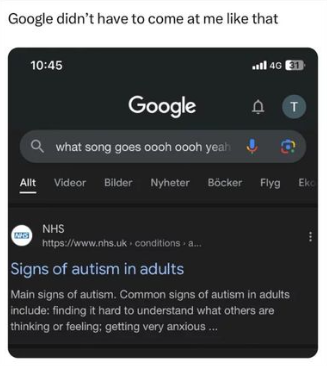 Google didn’t have to come at me like that
10:45 4G 31
Google T
what song goes oooh oooh yeah
Allt Videor Bilder Nyheter Böcker Flyg Eko
NHS NHS
https://www.nhs.uk › conditions › a...
Signs of autism in adults
Main signs of autism. Common signs of autism in adults
include: finding it hard to understand what others are
thinking or feeling; getting very anxious ...